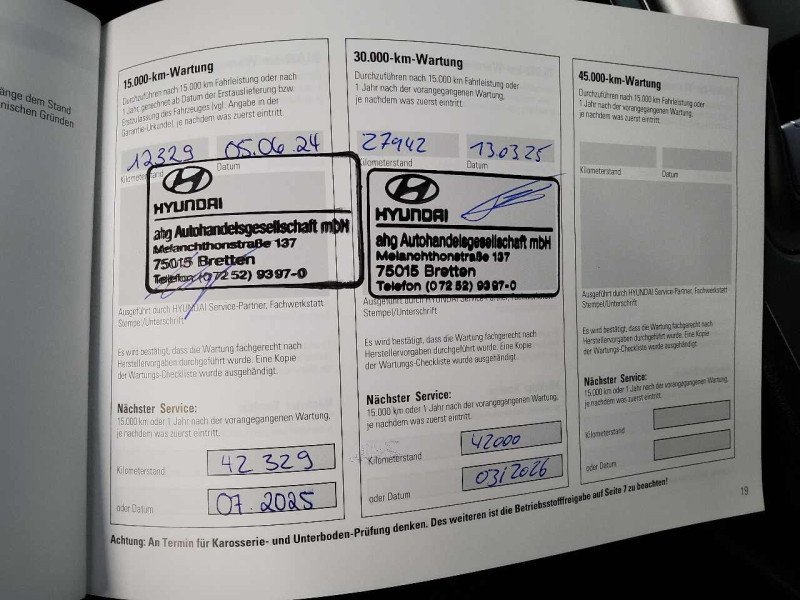 änge dem Stand
nischen Gründen
15.000-km-Wartung
Durchzuführen nach 15.000 km Fahrleistung oder nach
1 Jahr, gerechnet ab Datum der Erstauslieferung bzw.
Erstzulassung des Fahrzeuges (vgl. Angabe in der
Garantie-Urkunde), je nachdem was zuerst eintritt.
12329 05.06.24
Kilometerstand Datum
HYUNDAI
ahg Autohandelsgesellschaft mbH
Melanchthonstraße 137
75015 Bretten
Telefon (0 72 52) 93 97-0
Ausgeführt durch HYUNDAI Service-Partner, Fachwerkstatt
Stempel/Unterschrift
Es wird bestätigt, dass die Wartung fachgerecht nach
Herstellervorgaben durchgeführt wurde. Eine Kopie
der Wartungs-Checkliste wurde ausgehändigt.
Nächster Service:
15.000 km oder 1 Jahr nach der vorangegangenen Wartung,
je nachdem was zuerst eintritt.
Kilometerstand 42 329
oder Datum 07.2025
30.000-km-Wartung
Durchzuführen nach 15.000 km Fahrleistung oder
1 Jahr nach der vorangegangenen Wartung,
je nachdem was zuerst eintritt.
27942 13.03.25
Kilometerstand Datum
HYUNDAI
ahg Autohandelsgesellschaft mbH
Melanchthonstraße 137
75015 Bretten
Telefon (0 72 52) 93 97-0
Ausgeführt durch HYUNDAI Service-Partner, Fachwerkstatt
Stempel/Unterschrift
Es wird bestätigt, dass die Wartung fachgerecht nach
Herstellervorgaben durchgeführt wurde. Eine Kopie
der Wartungs-Checkliste wurde ausgehändigt.
Nächster Service:
15.000 km oder 1 Jahr nach der vorangegangenen Wartung,
je nachdem was zuerst eintritt.
Kilometerstand 42000
oder Datum 03/2026
45.000-km-Wartung
Durchzuführen nach 15.000 km Fahrleistung oder
1 Jahr nach der vorangegangenen Wartung,
je nachdem was zuerst eintritt.
Kilometerstand Datum
Ausgeführt durch HYUNDAI Service-Partner, Fachwerkstatt
Stempel/Unterschrift
Es wird bestätigt, dass die Wartung fachgerecht nach
Herstellervorgaben durchgeführt wurde. Eine Kopie
der Wartungs-Checkliste wurde ausgehändigt.
Nächster Service:
15.000 km oder 1 Jahr nach der vorangegangenen Wartung,
je nachdem was zuerst eintritt.
Kilometerstand
oder Datum
19
Achtung: An Termin für Karosserie- und Unterboden-Prüfung denken. Des weiteren ist die Betriebsstofffreigabe auf Seite 7 zu beachten!